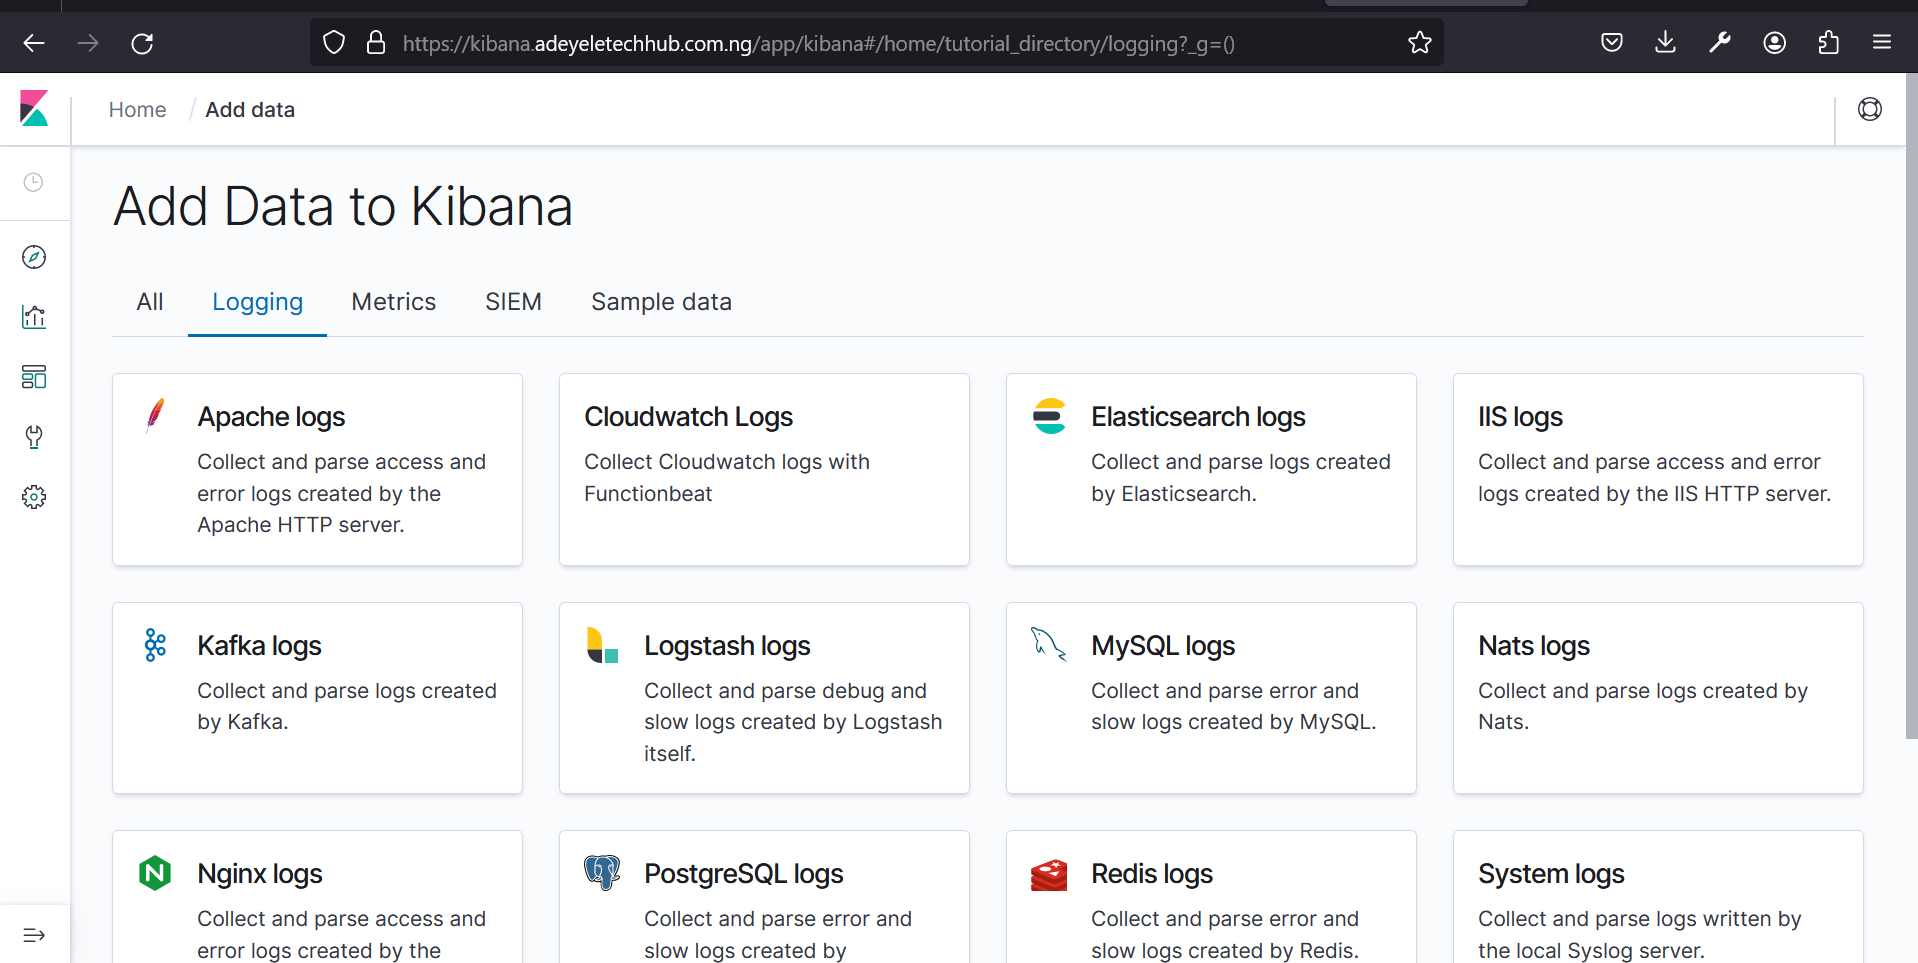 https://kibana.adeyeletechhub.com.ng/app/kibana#/home/tutorial_directory/logging?_g=()
Home / Add data
Add Data to Kibana
All Logging Metrics SIEM Sample data
Apache logs
Collect and parse access and
error logs created by the
Apache HTTP server.
Cloudwatch Logs
Collect Cloudwatch logs with
Functionbeat
Elasticsearch logs
Collect and parse logs created
by Elasticsearch.
IIS logs
Collect and parse access and error
logs created by the IIS HTTP server.
Kafka logs
Collect and parse logs created
by Kafka.
Logstash logs
Collect and parse debug and
slow logs created by Logstash
itself.
MySQL logs
Collect and parse error and
slow logs created by MySQL.
Nats logs
Collect and parse logs created by
Nats.
Nginx logs
Collect and parse access and
error logs created by the
PostgreSQL logs
Collect and parse error and
slow logs created by
Redis logs
Collect and parse error and
slow logs created by Redis.
System logs
Collect and parse logs written by
the local Syslog server.